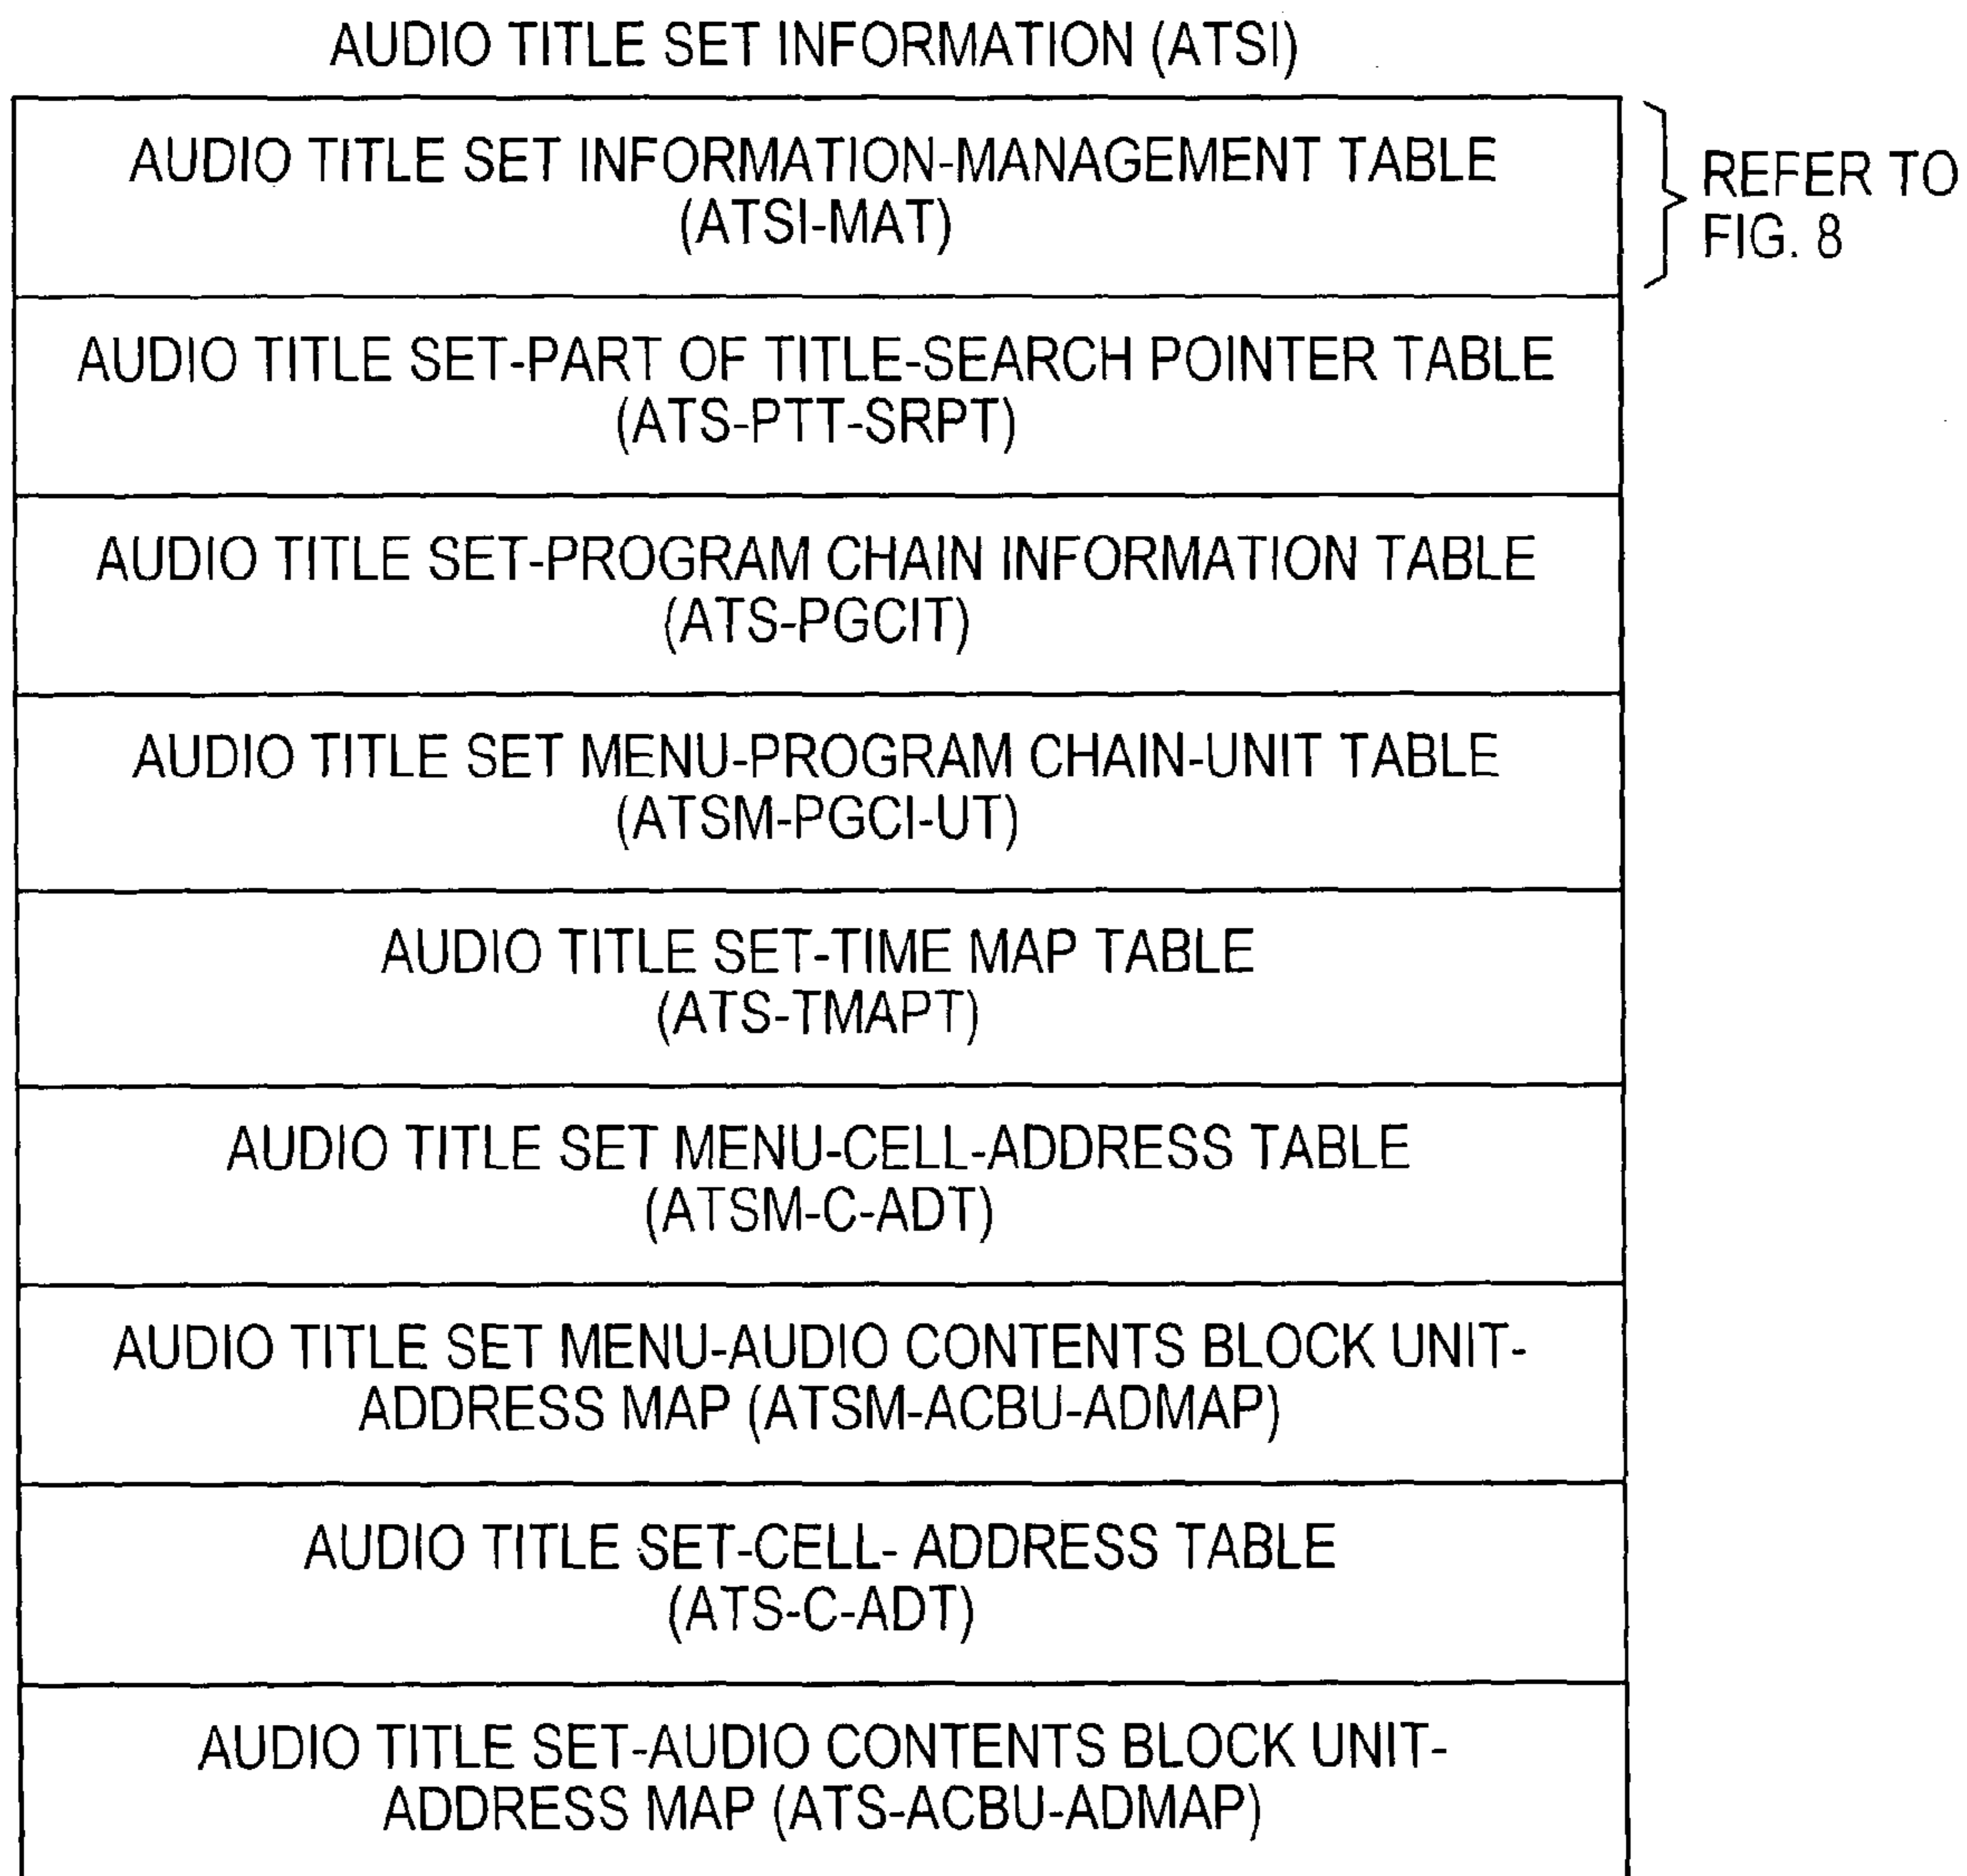 AUDIO TITLE SET INFORMATION (ATSI)
AUDIO TITLE SET INFORMATION-MANAGEMENT TABLE
(ATSI-MAT)
REFER TO
FIG. 8
AUDIO TITLE SET-PART OF TITLE-SEARCH POINTER TABLE
(ATS-PTT-SRPT)
AUDIO TITLE SET-PROGRAM CHAIN INFORMATION TABLE
(ATS-PGCIT)
AUDIO TITLE SET MENU-PROGRAM CHAIN-UNIT TABLE
(ATSM-PGCI-UT)
AUDIO TITLE SET-TIME MAP TABLE
(ATS-TMAPT)
AUDIO TITLE SET MENU-CELL-ADDRESS TABLE
(ATSM-C-ADT)
AUDIO TITLE SET MENU-AUDIO CONTENTS BLOCK UNIT-
ADDRESS MAP (ATSM-ACBU-ADMAP)
AUDIO TITLE SET-CELL- ADDRESS TABLE
(ATS-C-ADT)
AUDIO TITLE SET-AUDIO CONTENTS BLOCK UNIT-
ADDRESS MAP (ATS-ACBU-ADMAP)